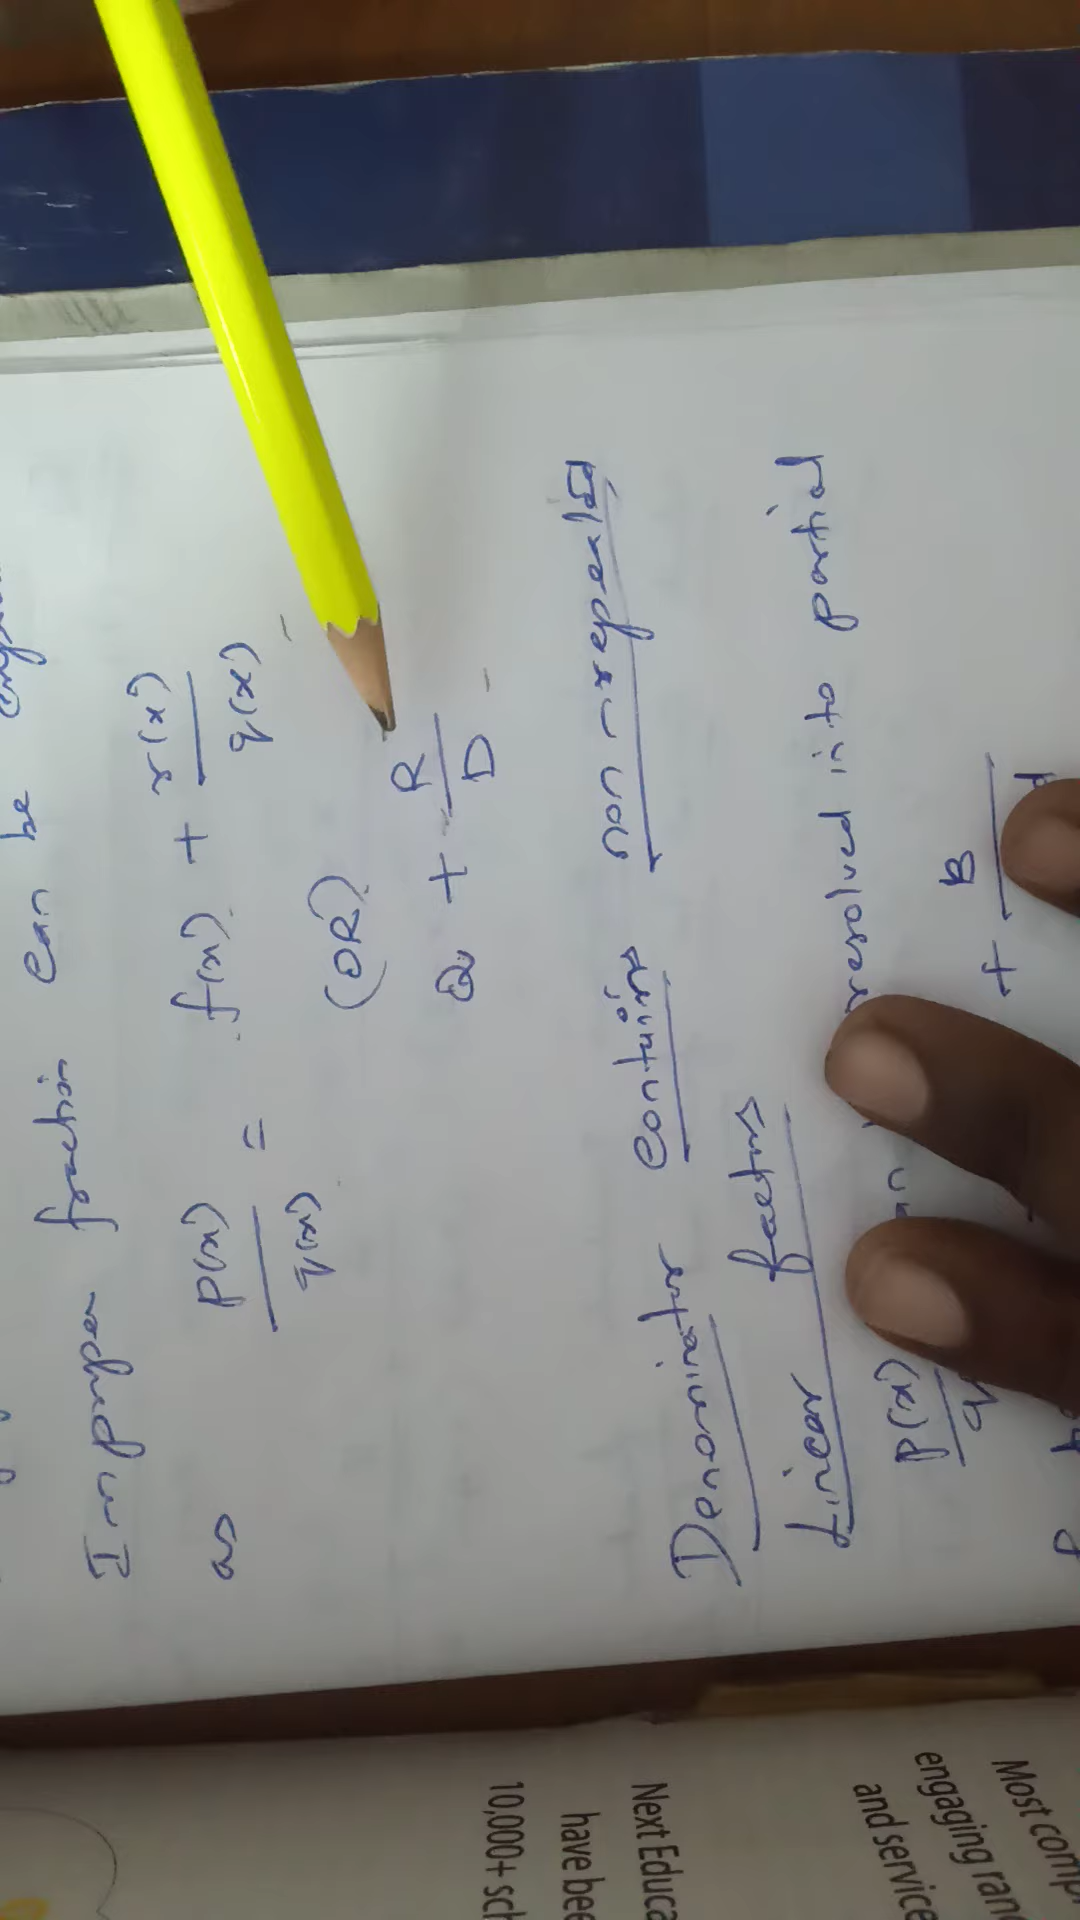 Improper fraction can be
as p(x)/q(x) = f(x) + r(x)/q(x)
(OR)
Q + R/D
Denominator contains non-repeated
linear factors
p(x) resolved into partial
+ B
Most comp
engaging ran
and service
Next Educa
have bee
10,000+ sch